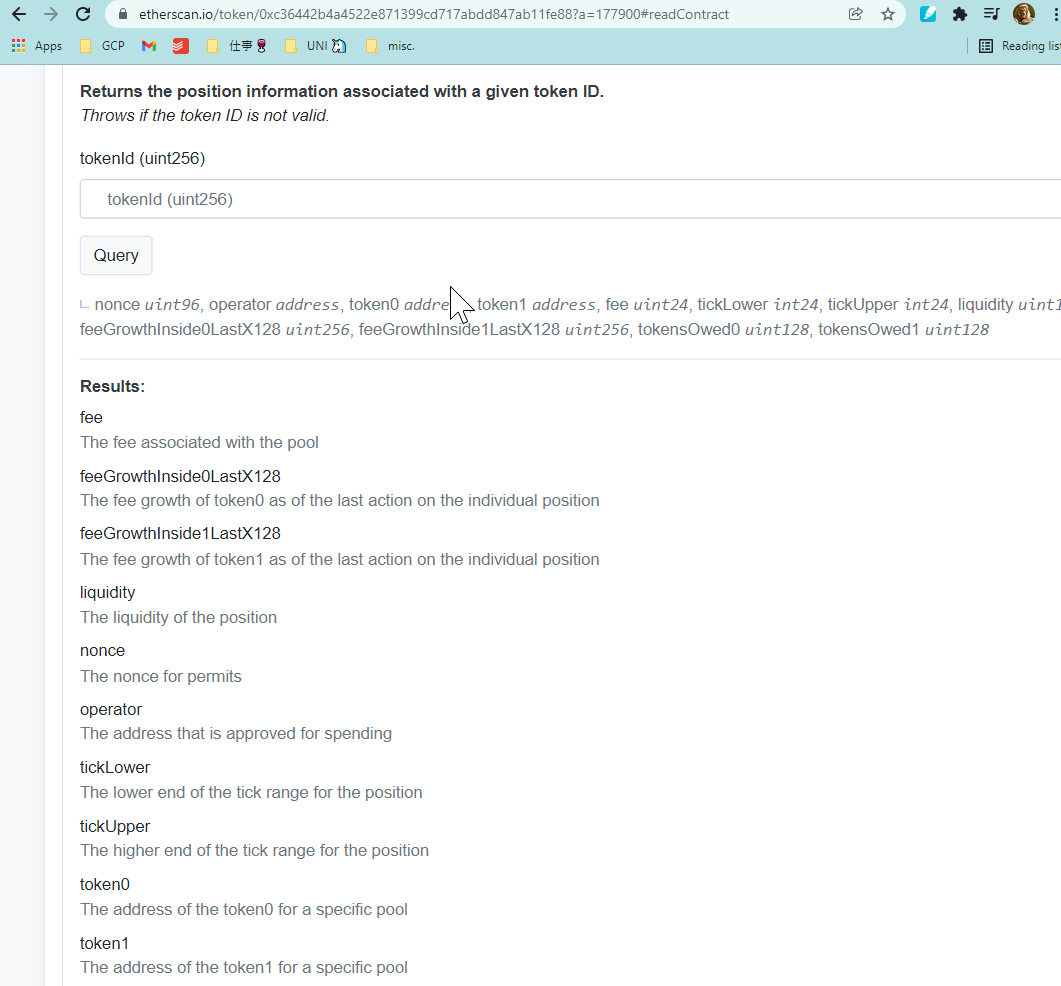 etherscan.io/token/0xc36442b4a4522e871399cd717abdd847ab11fe88?a=177900#readContract
Apps GCP 仕事 UNI misc. Reading lis
Returns the position information associated with a given token ID.
Throws if the token ID is not valid.
tokenId (uint256)
tokenId (uint256)
Query
nonce uint96, operator address, token0 addre token1 address, fee uint24, tickLower int24, tickUpper int24, liquidity uint1
feeGrowthInside0LastX128 uint256, feeGrowthInside1LastX128 uint256, tokensOwed0 uint128, tokensOwed1 uint128
Results:
fee
The fee associated with the pool
feeGrowthInside0LastX128
The fee growth of token0 as of the last action on the individual position
feeGrowthInside1LastX128
The fee growth of token1 as of the last action on the individual position
liquidity
The liquidity of the position
nonce
The nonce for permits
operator
The address that is approved for spending
tickLower
The lower end of the tick range for the position
tickUpper
The higher end of the tick range for the position
token0
The address of the token0 for a specific pool
token1
The address of the token1 for a specific pool